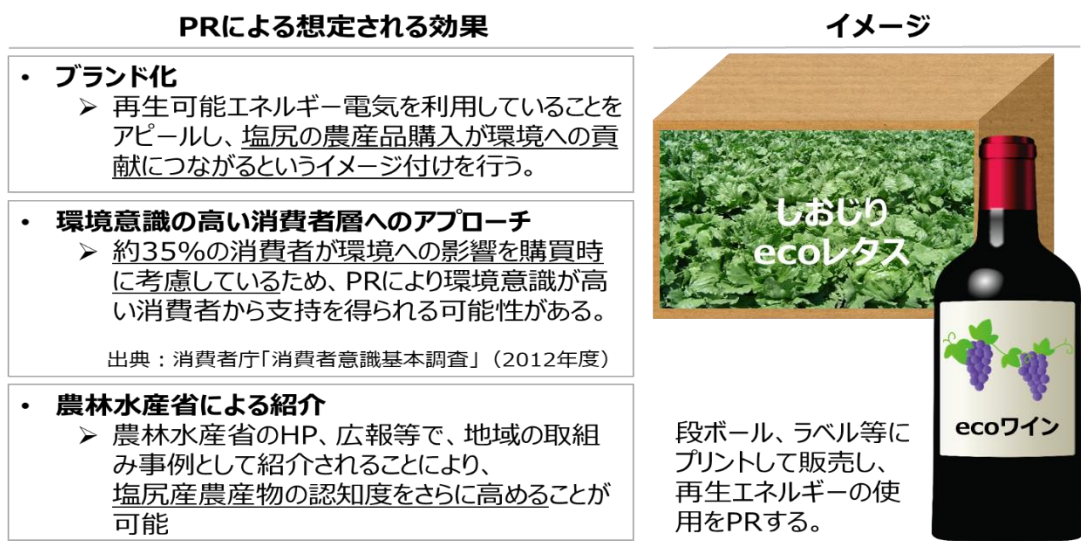 PRによる想定される効果
• ブランド化
➢ 再生可能エネルギー電気を利用していることを
アピールし、塩尻の農産品購入が環境への貢
献につながるというイメージ付けを行う。
• 環境意識の高い消費者層へのアプローチ
➢ 約35%の消費者が環境への影響を購買時
に考慮しているため、PRにより環境意識が高
い消費者から支持を得られる可能性がある。
出典：消費者庁「消費者意識基本調査」（2012年度）
• 農林水産省による紹介
➢ 農林水産省のHP、広報等で、地域の取組
み事例として紹介されることにより、
塩尻産農産物の認知度をさらに高めることが
可能
イメージ
しおじり
ecoレタス
ecoワイン
段ボール、ラベル等に
プリントして販売し、
再生エネルギーの使
用をPRする。